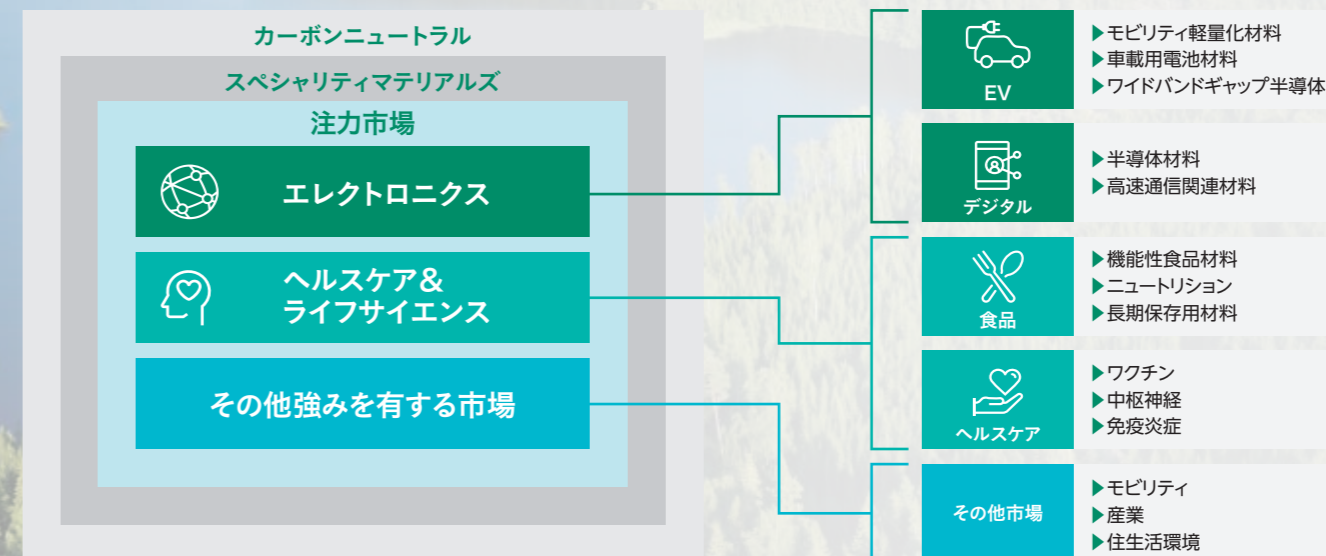 カーボンニュートラル
スペシャリティマテリアルズ
注力市場
エレクトロニクス
ヘルスケア&
ライフサイエンス
その他強みを有する市場
EV
▶モビリティ軽量化材料
▶車載用電池材料
▶ワイドバンドギャップ半導体
デジタル
▶半導体材料
▶高速通信関連材料
食品
▶機能性食品材料
▶ニュートリション
▶長期保存用材料
ヘルスケア
▶ワクチン
▶中枢神経
▶免疫炎症
その他市場
▶モビリティ
▶産業
▶住生活環境